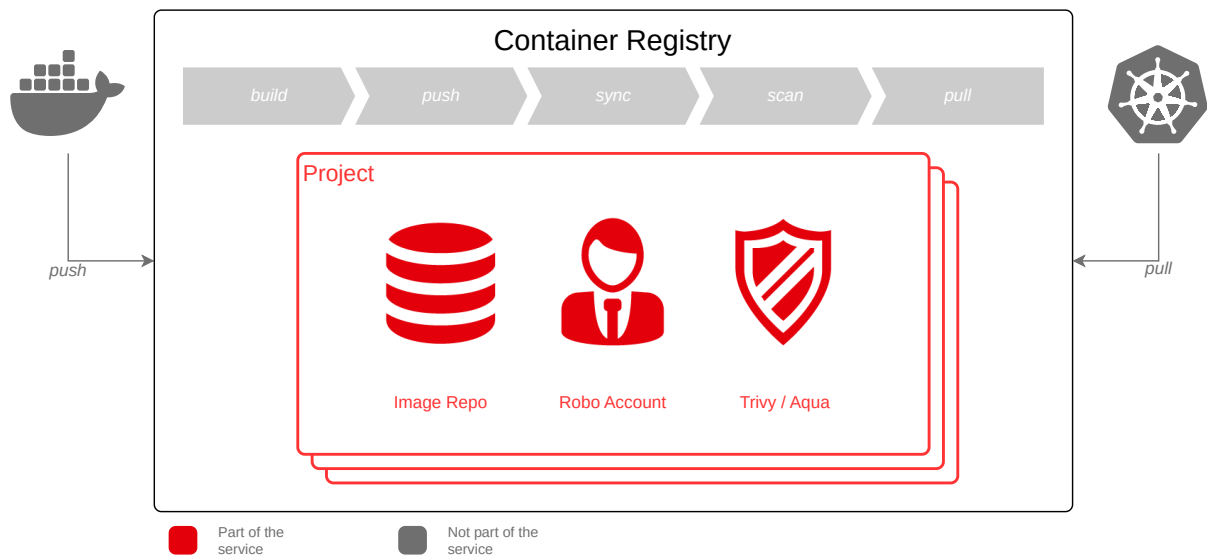 Container Registry
build
push
sync
scan
pull
Project
push
pull
Image Repo
Robo Account
Trivy / Aqua
Part of the
service
Not part of the
service